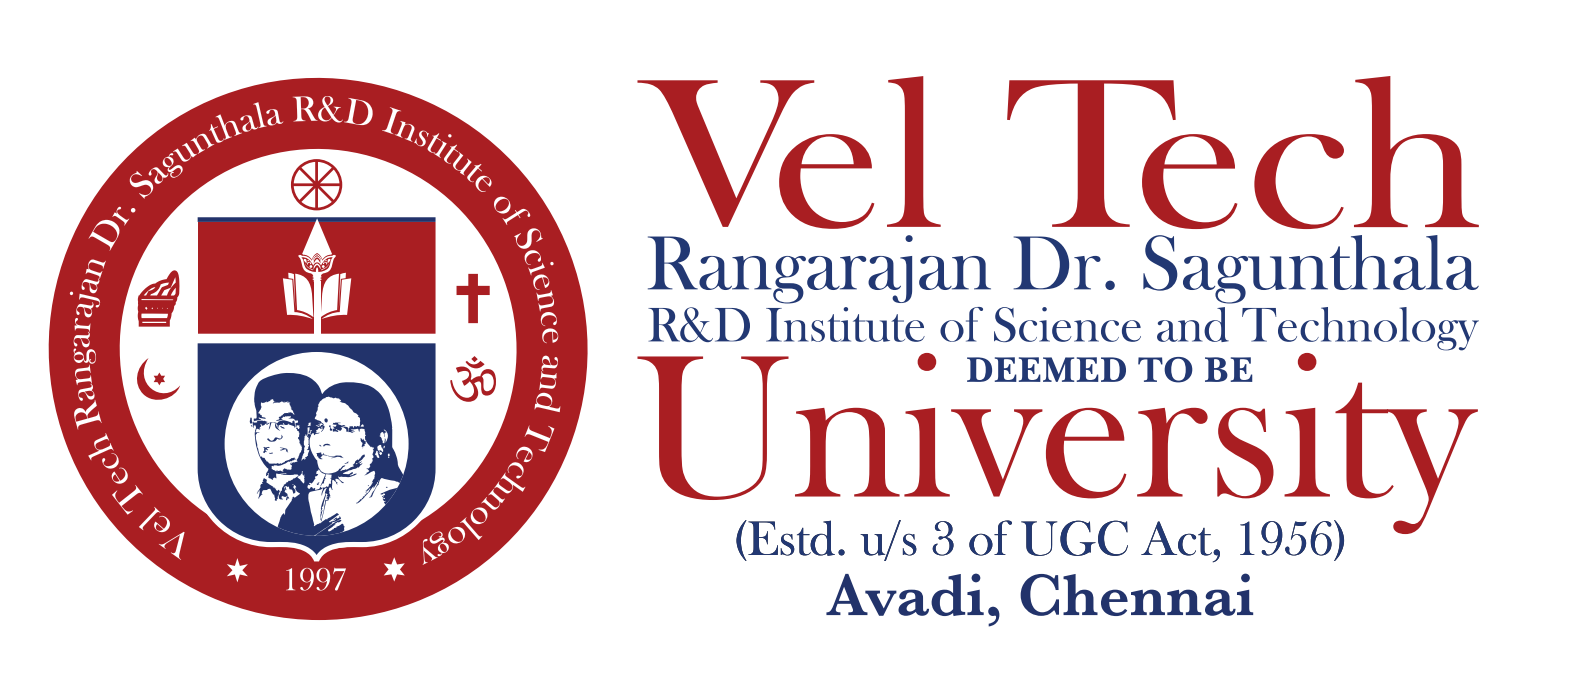 Vel Tech Rangarajan Dr. Sagunthala R&D Institute of Science and Technology
1997
ॐ
Vel Tech
Rangarajan Dr. Sagunthala
R&D Institute of Science and Technology
DEEMED TO BE
University
(Estd. u/s 3 of UGC Act, 1956)
Avadi, Chennai